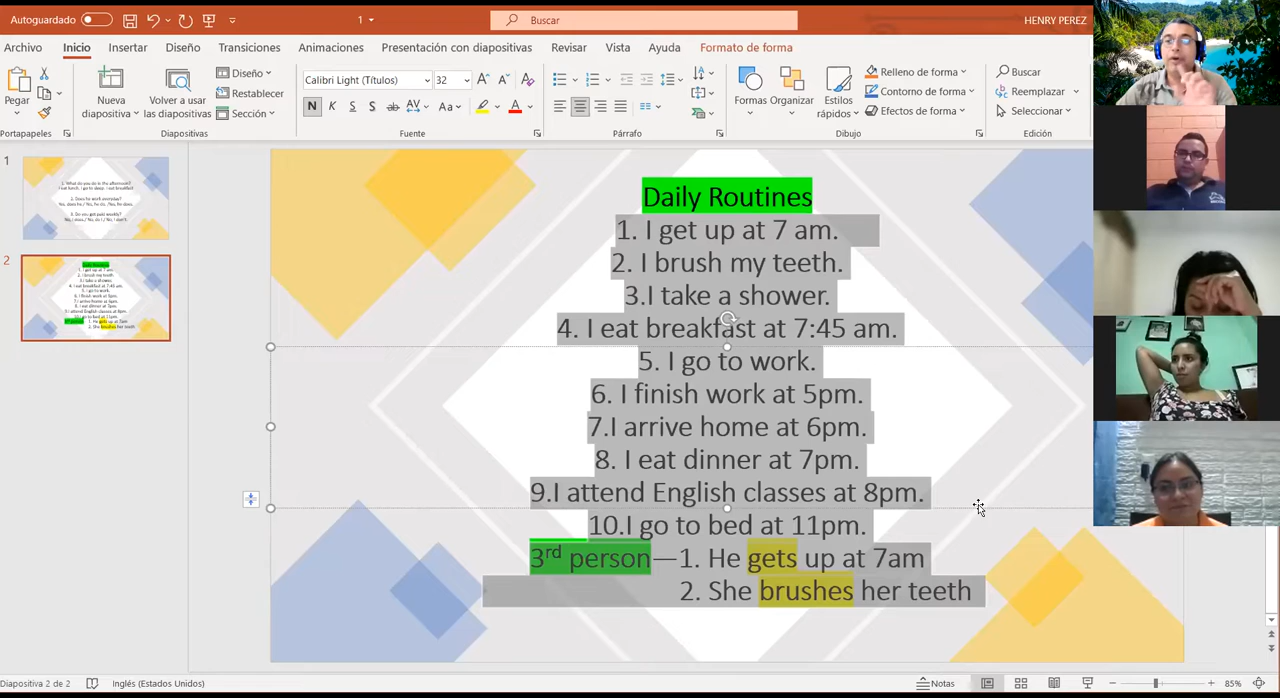 Autoguardado
1
Buscar
HENRY PEREZ
Archivo Inicio Insertar Diseño Transiciones Animaciones Presentación con diapositivas Revisar Vista Ayuda Formato de forma
Pegar
Nueva diapositiva
Volver a usar las diapositivas
Diseño
Restablecer
Sección
Calibri Light (Títulos) 32
N K S S ab AV Aa A
Formas
Organizar
Estilos rápidos
Relleno de forma
Contorno de forma
Efectos de forma
Buscar
Reemplazar
Seleccionar
Portapapeles Diapositivas Fuente Párrafo Dibujo Edición
1
2
Daily Routines
1. I get up at 7 am.
2. I brush my teeth.
3.I take a shower.
4. I eat breakfast at 7:45 am.
5. I go to work.
6. I finish work at 5pm.
7.I arrive home at 6pm.
8. I eat dinner at 7pm.
9.I attend English classes at 8pm.
10.I go to bed at 11pm.
3rd person—1. He gets up at 7am
2. She brushes her teeth
Diapositiva 2 de 2 Inglés (Estados Unidos) Notas 85%